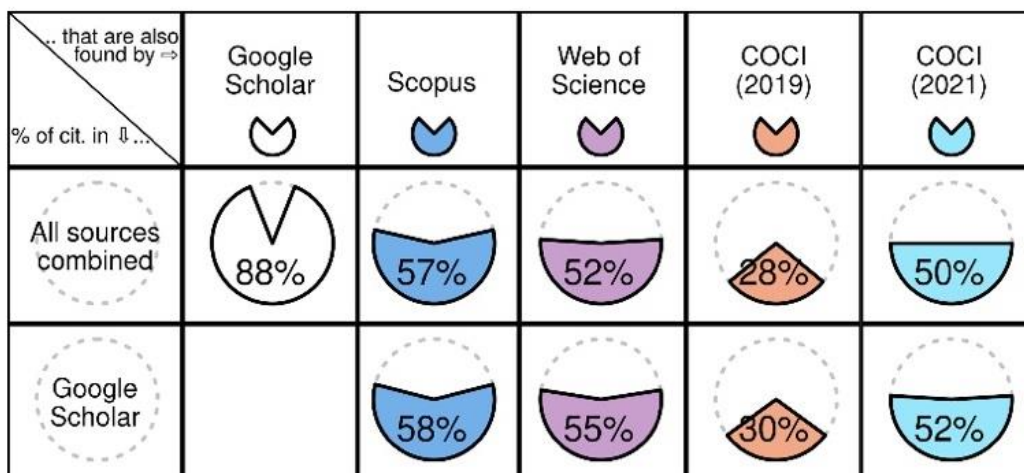 .. that are also
found by ⇨
% of cit. in ⇩...
Google
Scholar
Scopus
Web of
Science
COCI
(2019)
COCI
(2021)
All sources
combined
88%
57%
52%
28%
50%
Google
Scholar
58%
55%
30%
52%